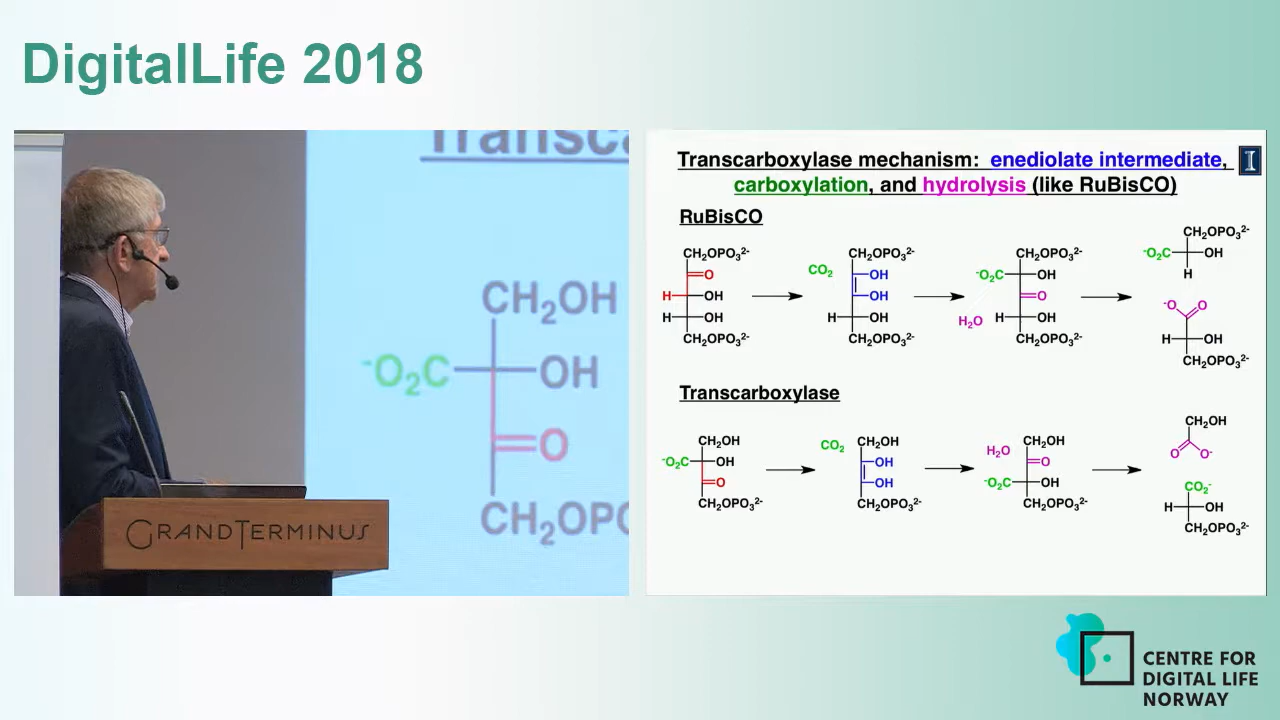 DigitalLife 2018
Transca
CH₂OH
⁻O₂C
OH
O
CH₂OPO
GRANDTERMINUS
Transcarboxylase mechanism: enediolate intermediate,
carboxylation, and hydrolysis (like RuBisCO)
I
RuBisCO
CH₂OPO₃²⁻
O
H OH
H OH
CH₂OPO₃²⁻
CO₂ CH₂OPO₃²⁻
OH
OH
H OH
CH₂OPO₃²⁻
CH₂OPO₃²⁻
⁻O₂C OH
O
H₂O H OH
CH₂OPO₃²⁻
CH₂OPO₃²⁻
⁻O₂C OH
H
⁻O O
H OH
CH₂OPO₃²⁻
Transcarboxylase
CH₂OH
⁻O₂C OH
O
CH₂OPO₃²⁻
CO₂ CH₂OH
OH
OH
CH₂OPO₃²⁻
CH₂OH
H₂O O
⁻O₂C OH
CH₂OPO₃²⁻
CH₂OH
O O⁻
CO₂⁻
H OH
CH₂OPO₃²⁻
CENTRE FOR
DIGITAL LIFE
NORWAY